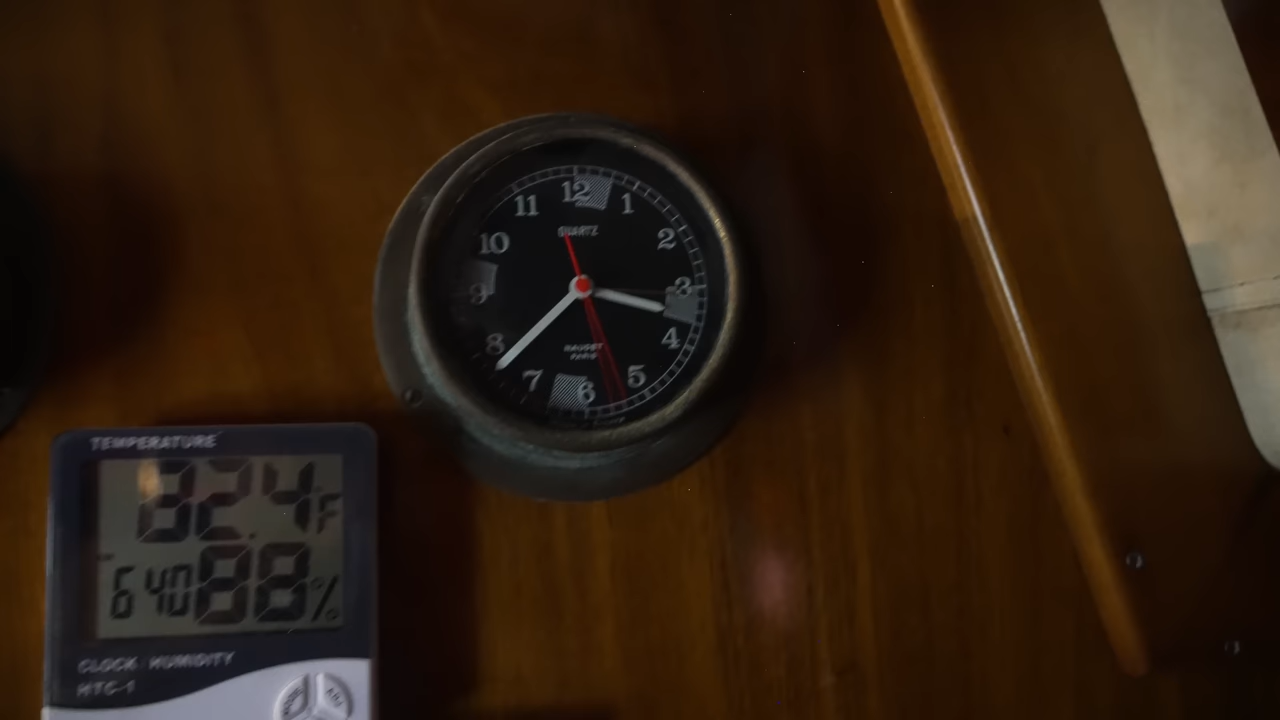 12
11 1
QUARTZ
10 2
9 3
8 4
7 5
6
PARIS
TEMPERATURE
82.4 F
6 40 88 %
CLOCK HUMIDITY
HTC-1